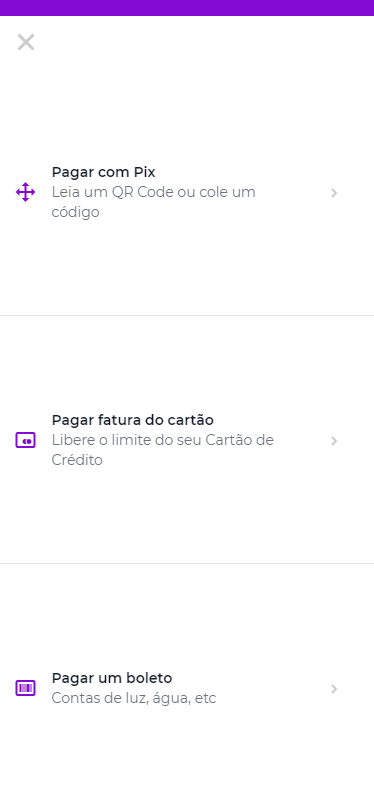 Pagar com Pix
Leia um QR Code ou cole um
código
Pagar fatura do cartão
Libere o limite do seu Cartão de
Crédito
Pagar um boleto
Contas de luz, água, etc